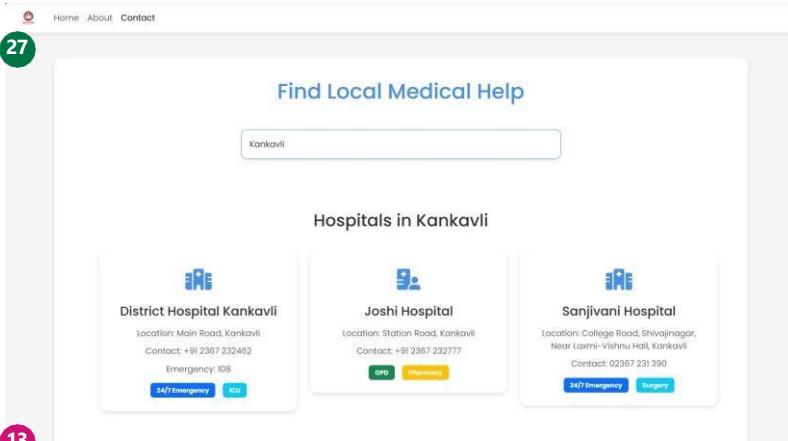 Home About Contact
27
Find Local Medical Help
Kankavli
Hospitals in Kankavli
District Hospital Kankavli
Location: Main Road, Kankavli
Contact: +91 2367 232462
Emergency: 108
24/7 Emergency ICU
Joshi Hospital
Location: Station Road, Kankavli
Contact: +91 2367 232777
OPD Pharmacy
Sanjivani Hospital
Location: College Road, Shivajinagar,
Near Laxmi-Vishnu Hall, Kankavli
Contact: 02367 231 390
24/7 Emergency Surgery
13